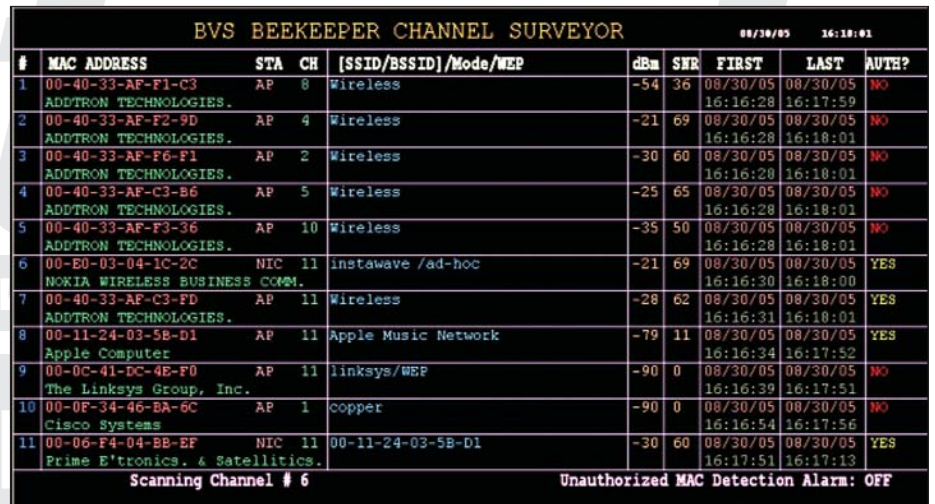 BVS BEEKEEPER CHANNEL SURVEYOR 08/30/05 16:18:01
# MAC ADDRESS STA CH [SSID/BSSID]/Mode/WEP dBm SNR FIRST LAST AUTH?
1 00-40-33-AF-F1-C3 AP 8 Wireless -54 36 08/30/05 08/30/05 NO
ADDTRON TECHNOLOGIES. 16:16:28 16:17:59
2 00-40-33-AF-F2-9D AP 4 Wireless -21 69 08/30/05 08/30/05 NO
ADDTRON TECHNOLOGIES. 16:16:28 16:18:01
3 00-40-33-AF-F6-F1 AP 2 Wireless -30 60 08/30/05 08/30/05 NO
ADDTRON TECHNOLOGIES. 16:16:28 16:18:01
4 00-40-33-AF-C3-B6 AP 5 Wireless -25 65 08/30/05 08/30/05 NO
ADDTRON TECHNOLOGIES. 16:16:28 16:18:01
5 00-40-33-AF-F3-36 AP 10 Wireless -35 50 08/30/05 08/30/05 NO
ADDTRON TECHNOLOGIES. 16:16:28 16:18:01
6 00-E0-03-04-1C-2C NIC 11 instawave /ad-hoc -21 69 08/30/05 08/30/05 YES
NOKIA WIRELESS BUSINESS COMM. 16:16:30 16:18:00
7 00-40-33-AF-C3-FD AP 11 Wireless -28 62 08/30/05 08/30/05 YES
ADDTRON TECHNOLOGIES. 16:16:31 16:18:01
8 00-11-24-03-5B-D1 AP 11 Apple Music Network -79 11 08/30/05 08/30/05 YES
Apple Computer 16:16:34 16:17:52
9 00-0C-41-DC-4E-F0 AP 11 linksys/WEP -90 0 08/30/05 08/30/05 NO
The Linksys Group, Inc. 16:16:39 16:17:51
10 00-0F-34-46-BA-6C AP 1 copper -90 0 08/30/05 08/30/05 NO
Cisco Systems 16:16:54 16:17:56
11 00-06-F4-04-BB-EF NIC 11 00-11-24-03-5B-D1 -30 60 08/30/05 08/30/05 YES
Prime E'tronics. & Satellitics. 16:17:51 16:17:13
Scanning Channel # 6 Unauthorized MAC Detection Alarm: OFF